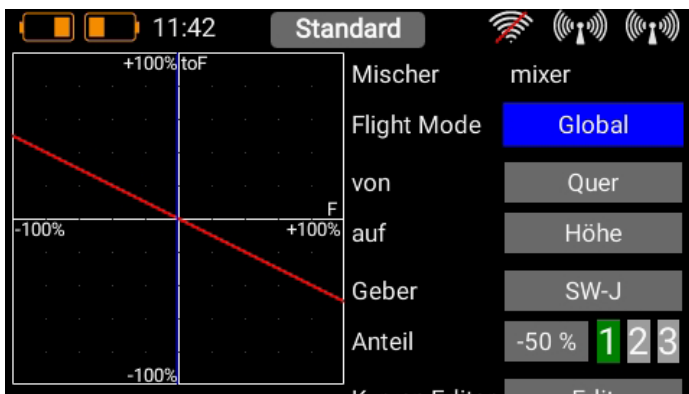 11:42 Standard
+100% toF
F
-100% +100%
-100%
Mischer mixer
Flight Mode Global
von Quer
auf Höhe
Geber SW-J
Anteil -50 % 1 2 3